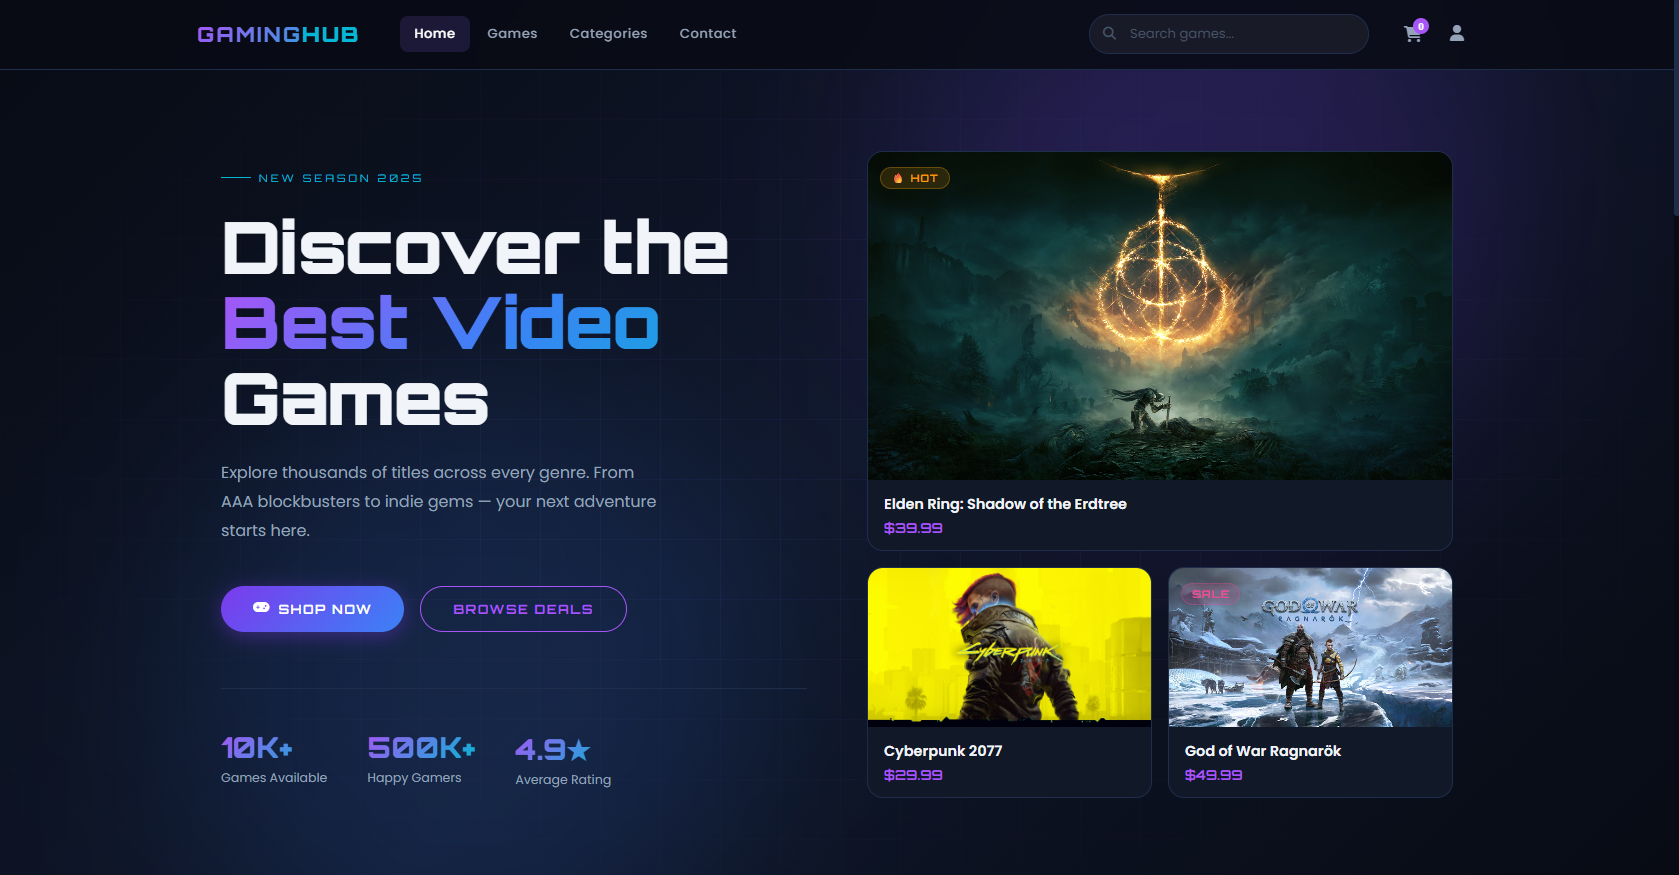 GAMINGHUB
Home
Games
Categories
Contact
Search games...
0
NEW SEASON 2025
Discover the
Best Video
Games
Explore thousands of titles across every genre. From
AAA blockbusters to indie gems — your next adventure
starts here.
SHOP NOW
BROWSE DEALS
10K+
Games Available
500K+
Happy Gamers
4.9★
Average Rating
HOT
Elden Ring: Shadow of the Erdtree
$39.99
CYBERPUNK
Cyberpunk 2077
$29.99
SALE
GOD OF WAR
RAGNARÖK
God of War Ragnarök
$49.99